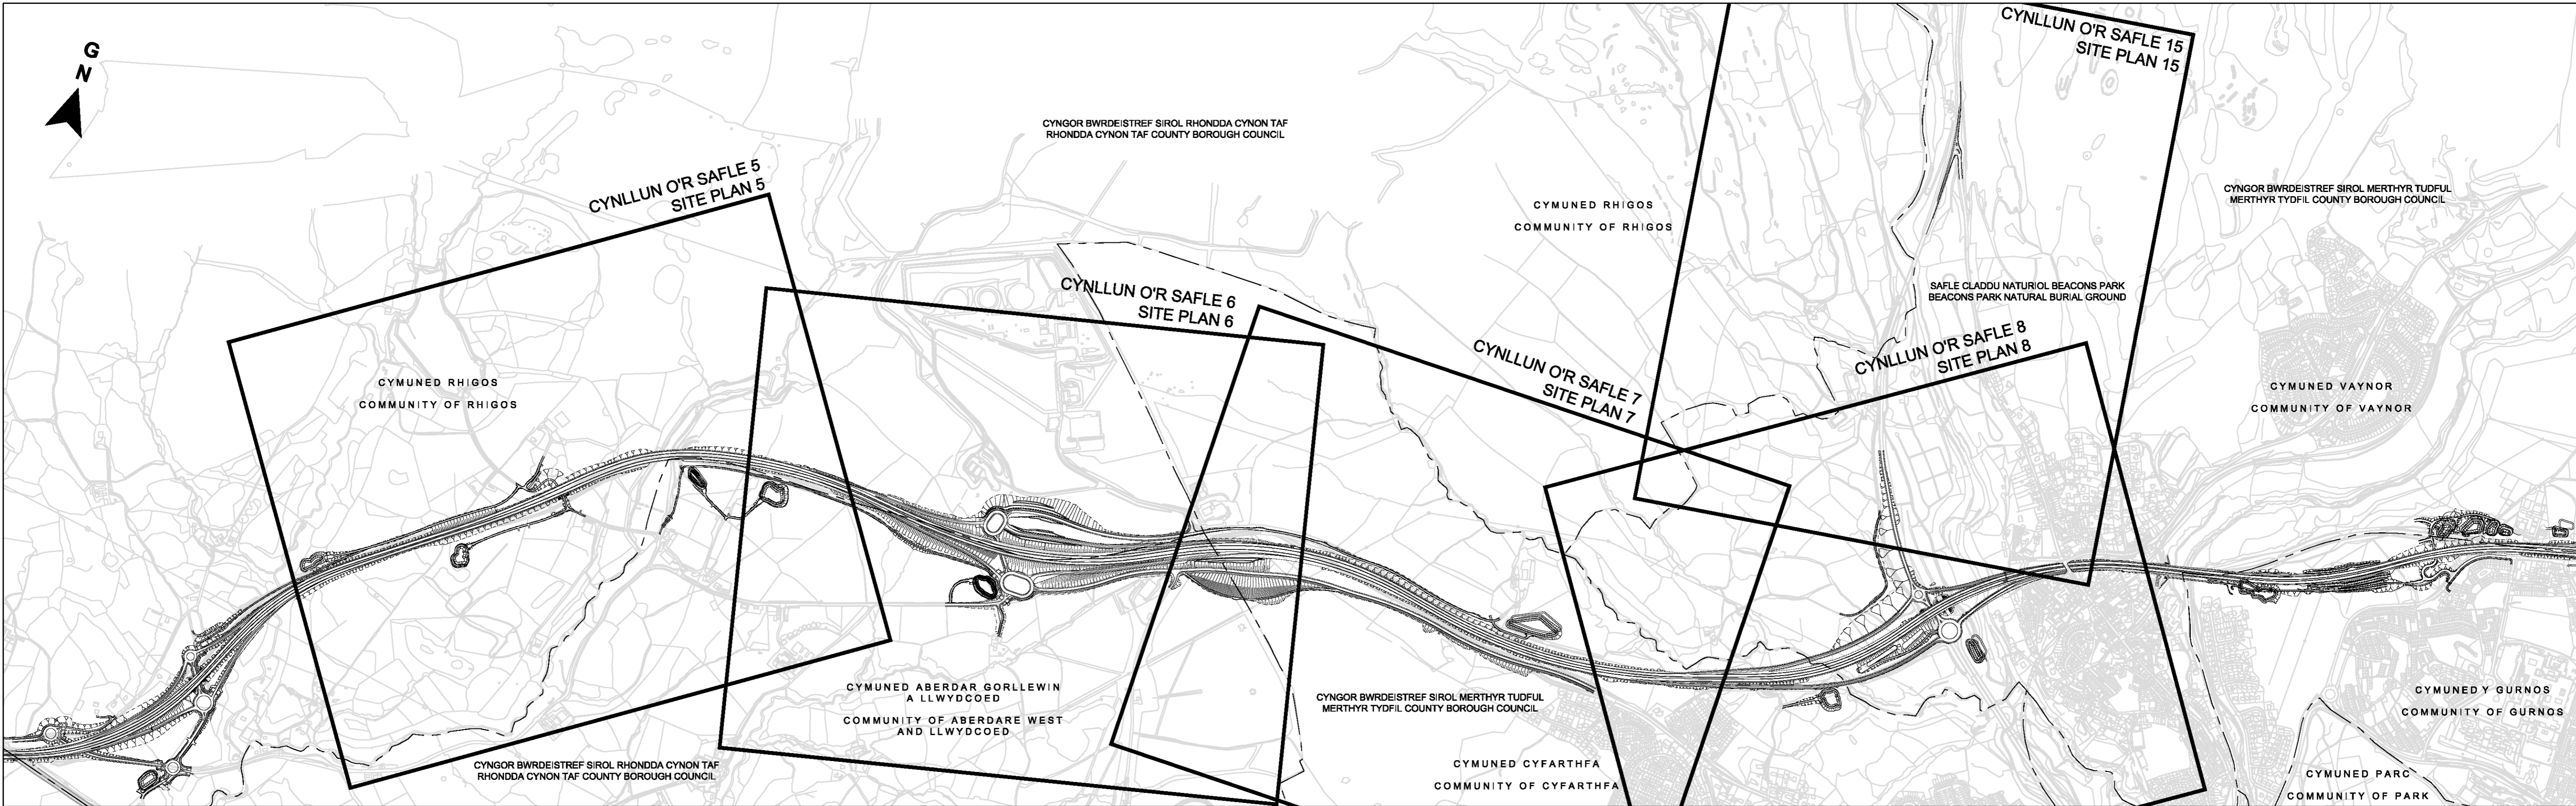 G
N
CYNLLUN O'R SAFLE 15
SITE PLAN 15
CYNGOR BWRDEISTREF SIROL RHONDDA CYNON TAF
RHONDDA CYNON TAF COUNTY BOROUGH COUNCIL
CYNLLUN O'R SAFLE 5
SITE PLAN 5
CYMUNED RHIGOS
COMMUNITY OF RHIGOS
CYNGOR BWRDEISTREF SIROL MERTHYR TUDFUL
MERTHYR TYDFIL COUNTY BOROUGH COUNCIL
CYNLLUN O'R SAFLE 6
SITE PLAN 6
SAFLE CLADDU NATURIOL BEACONS PARK
BEACONS PARK NATURAL BURIAL GROUND
CYNLLUN O'R SAFLE 7
SITE PLAN 7
CYNLLUN O'R SAFLE 8
SITE PLAN 8
CYMUNED RHIGOS
COMMUNITY OF RHIGOS
CYMUNED VAYNOR
COMMUNITY OF VAYNOR
CYMUNED ABERDAR GORLLEWIN
A LLWYDCOED
COMMUNITY OF ABERDARE WEST
AND LLWYDCOED
CYNGOR BWRDEISTREF SIROL MERTHYR TUDFUL
MERTHYR TYDFIL COUNTY BOROUGH COUNCIL
CYMUNED Y GURNOS
COMMUNITY OF GURNOS
CYNGOR BWRDEISTREF SIROL RHONDDA CYNON TAF
RHONDDA CYNON TAF COUNTY BOROUGH COUNCIL
CYMUNED CYFARTHFA
COMMUNITY OF CYFARTHFA
CYMUNED PARC
COMMUNITY OF PARK